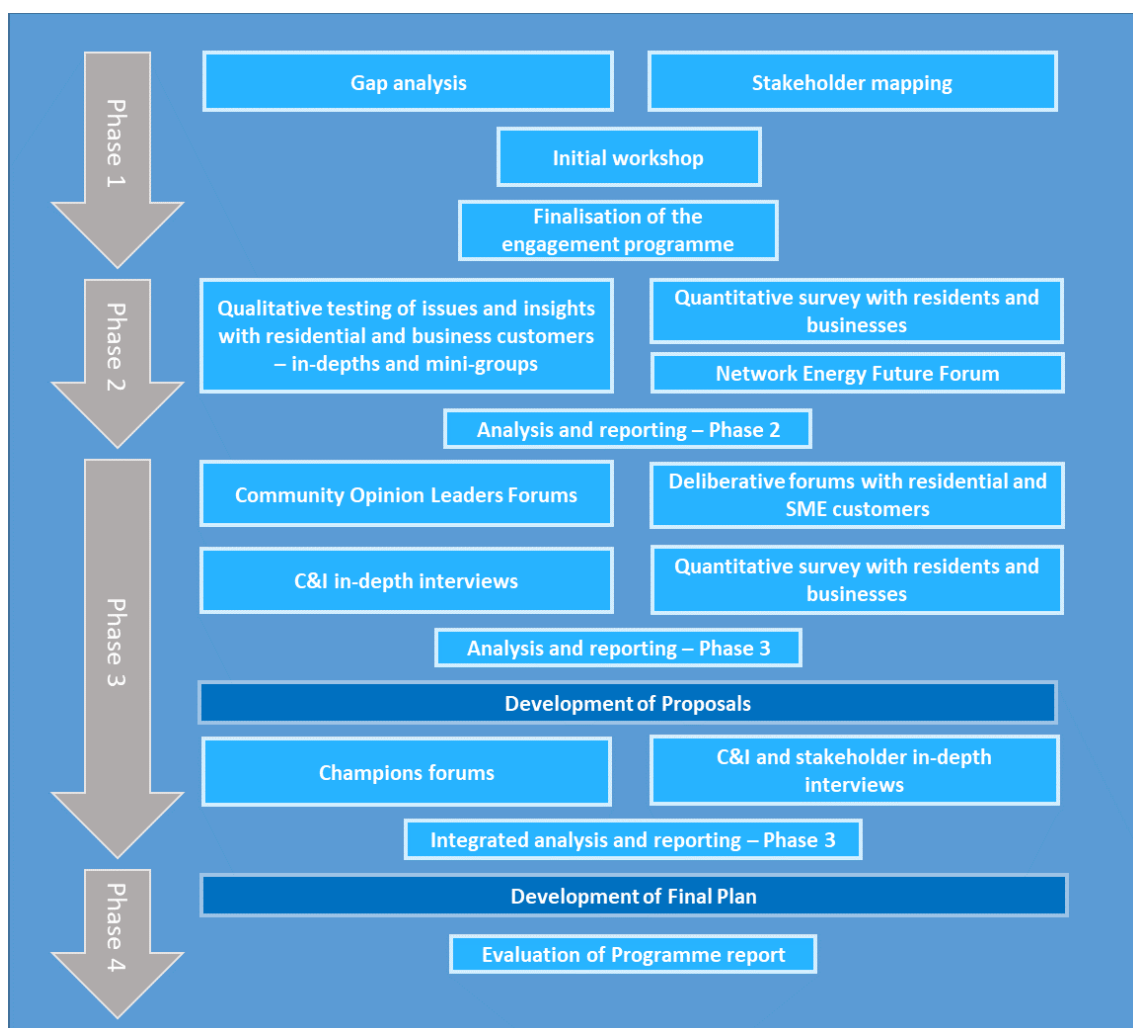 Phase 1
Gap analysis
Stakeholder mapping
Initial workshop
Finalisation of the
engagement programme
Phase 2
Qualitative testing of issues and insights
with residential and business customers
– in-depths and mini-groups
Quantitative survey with residents and
businesses
Network Energy Future Forum
Analysis and reporting – Phase 2
Phase 3
Community Opinion Leaders Forums
Deliberative forums with residential and
SME customers
C&I in-depth interviews
Quantitative survey with residents and
businesses
Analysis and reporting – Phase 3
Development of Proposals
Champions forums
C&I and stakeholder in-depth
interviews
Integrated analysis and reporting – Phase 3
Phase 4
Development of Final Plan
Evaluation of Programme report